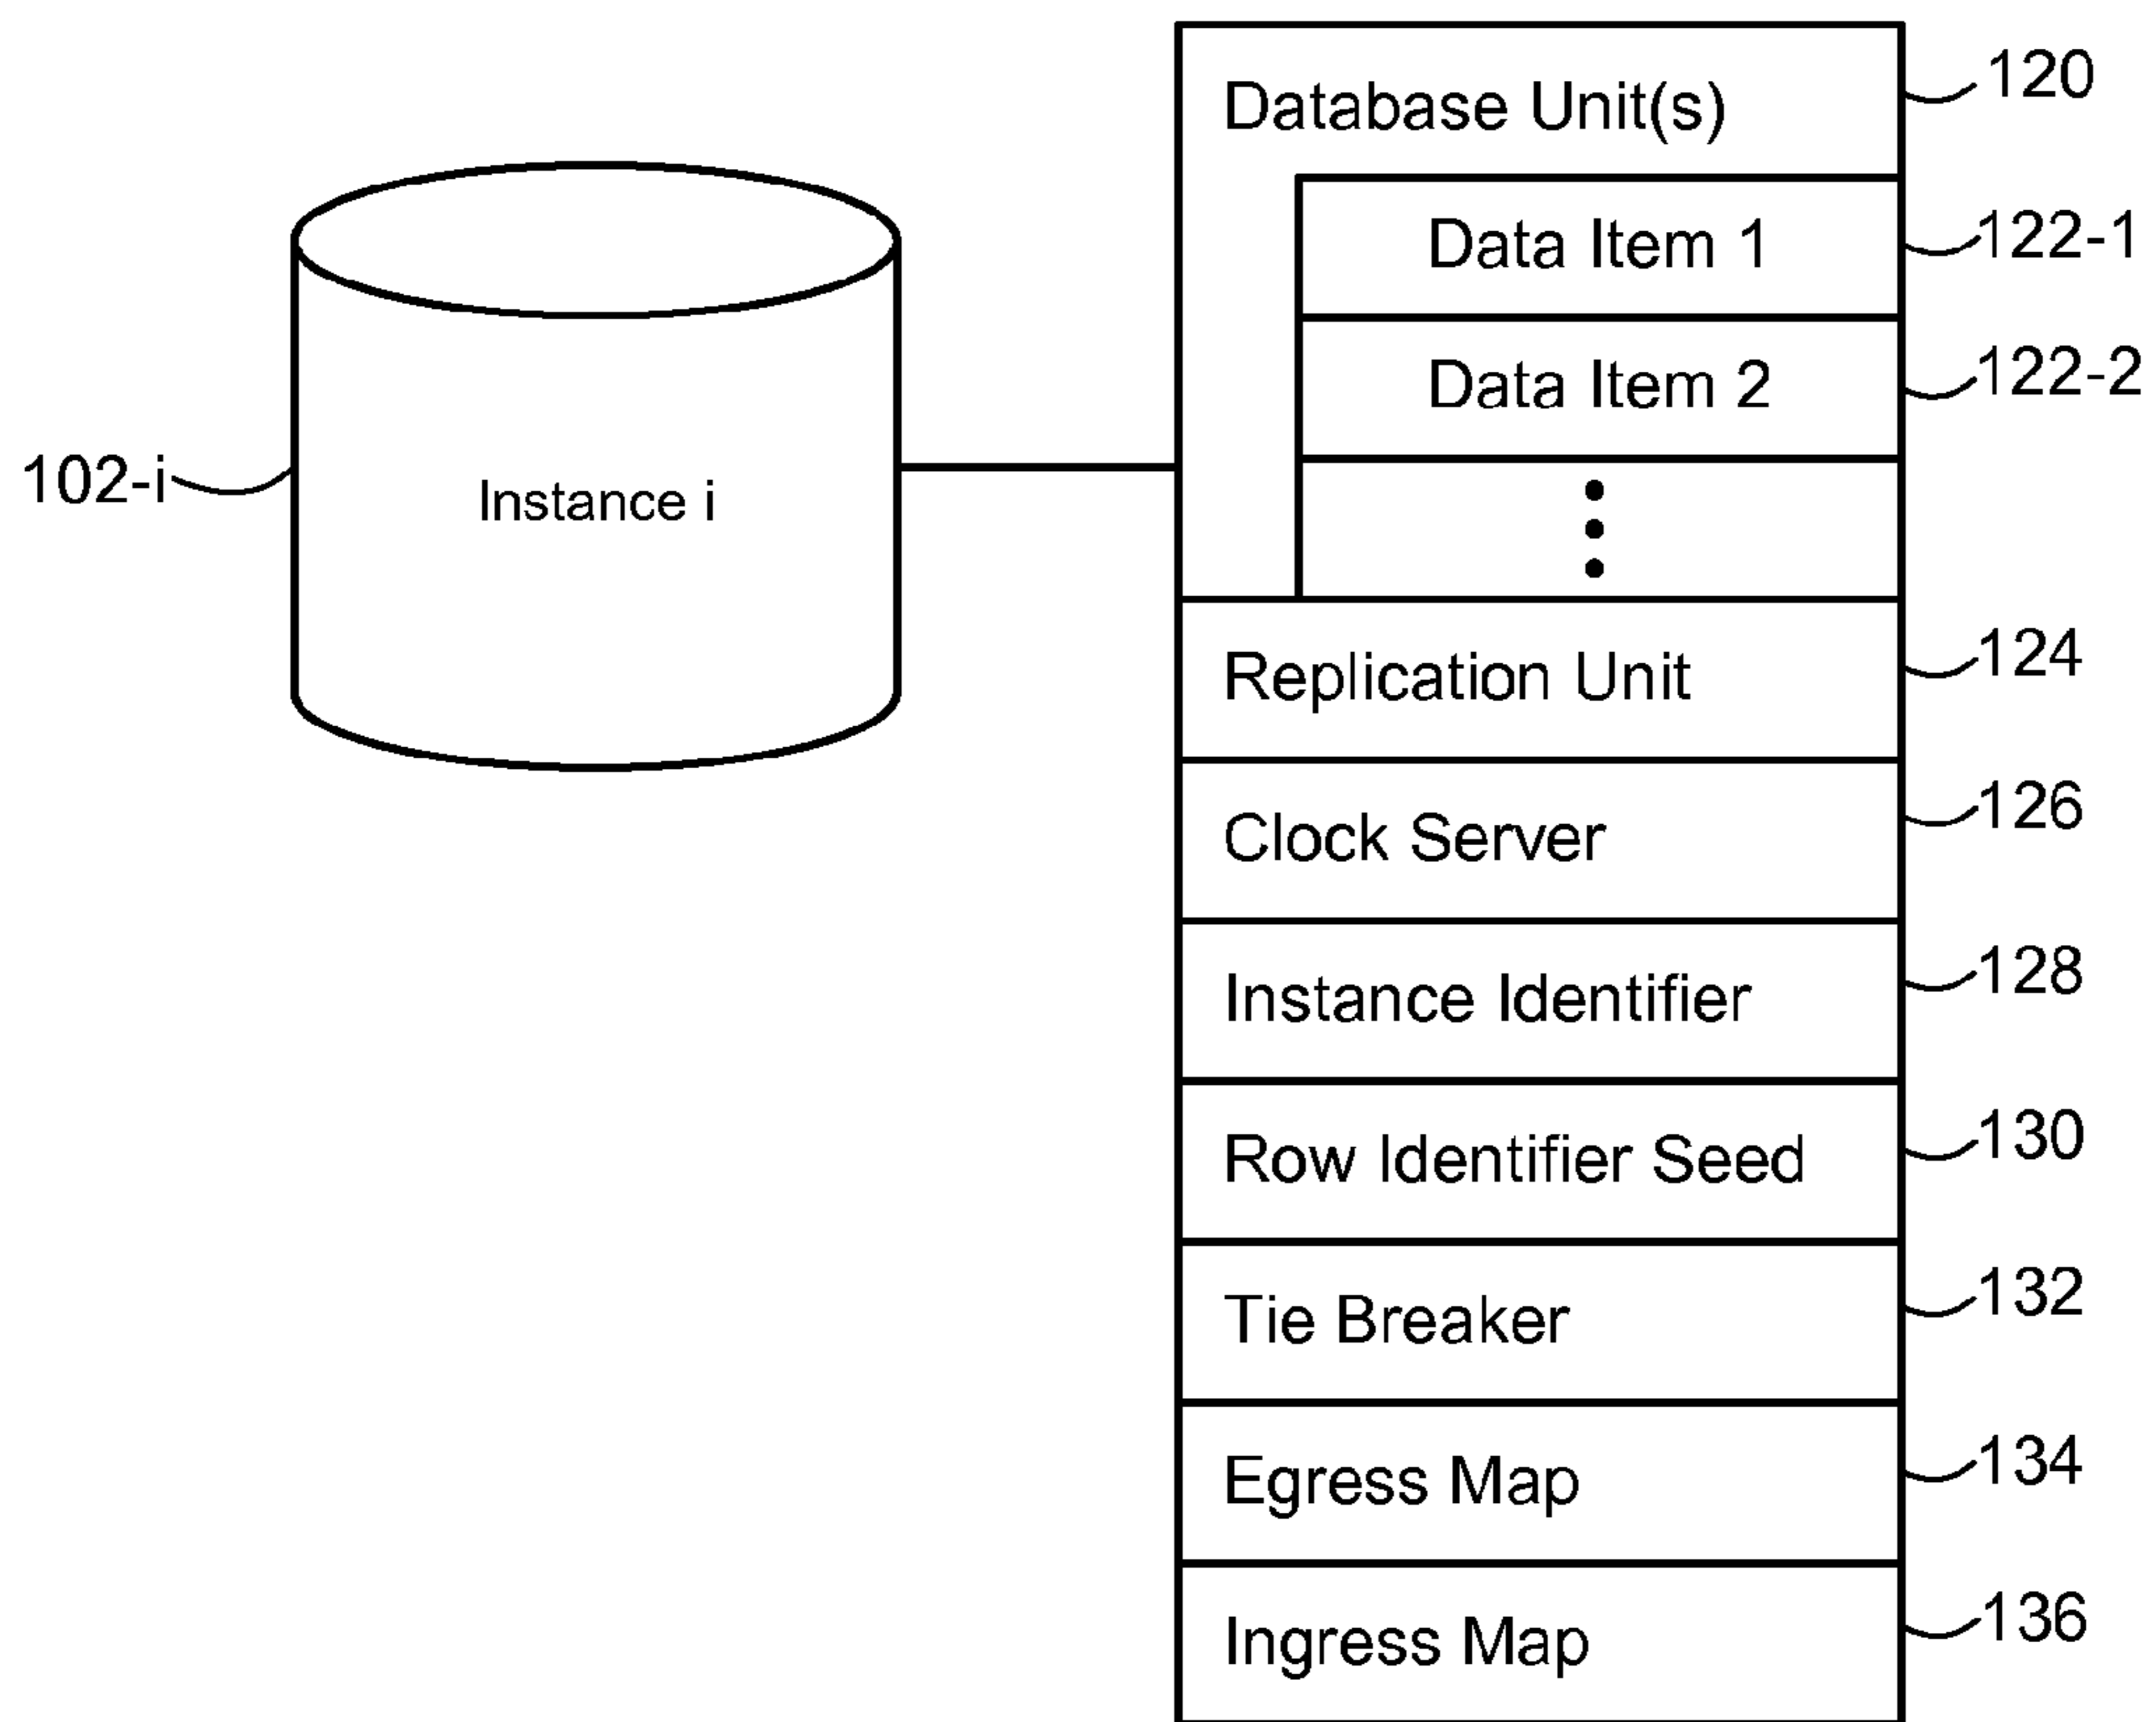 Database Unit(s) 120
Data Item 1 122-1
Data Item 2 122-2
102-i Instance i
Replication Unit 124
Clock Server 126
Instance Identifier 128
Row Identifier Seed 130
Tie Breaker 132
Egress Map 134
Ingress Map 136